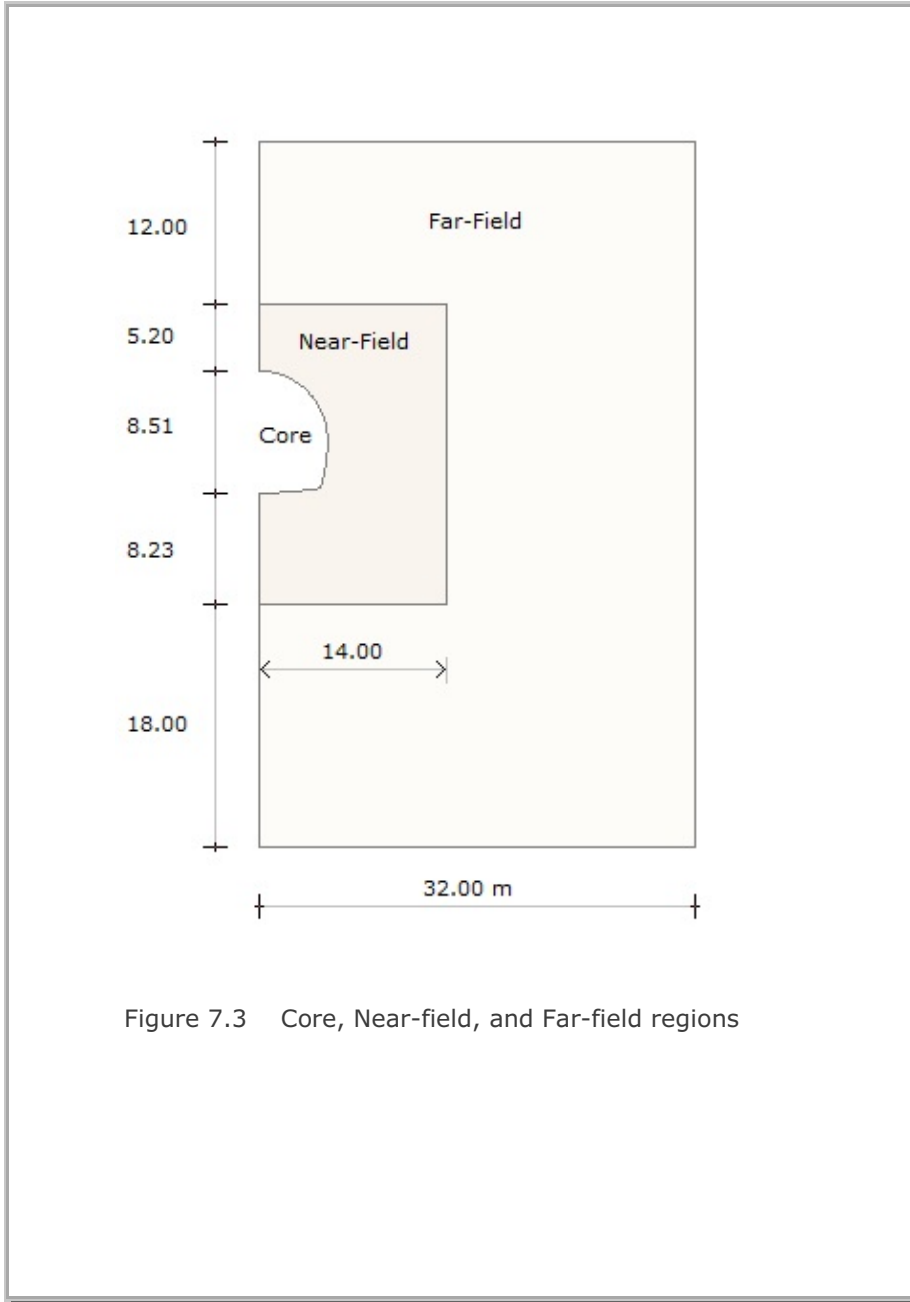 12.00
Far-Field
5.20
Near-Field
8.51
Core
8.23
14.00
18.00
32.00 m
Figure 7.3 Core, Near-field, and Far-field regions